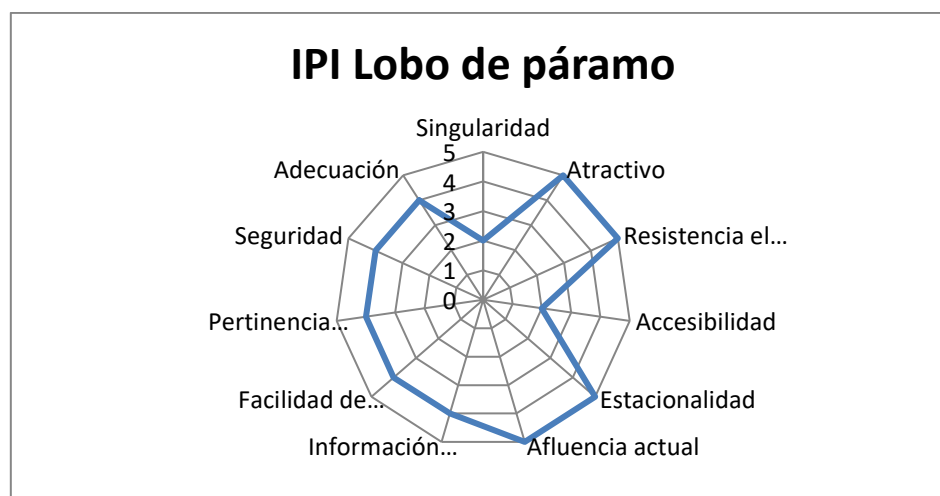 IPI Lobo de páramo
Singularidad
Atractivo
Resistencia el...
Accesibilidad
Estacionalidad
Afluencia actual
Información...
Facilidad de...
Pertinencia...
Seguridad
Adecuación
5
4
3
2
1
0